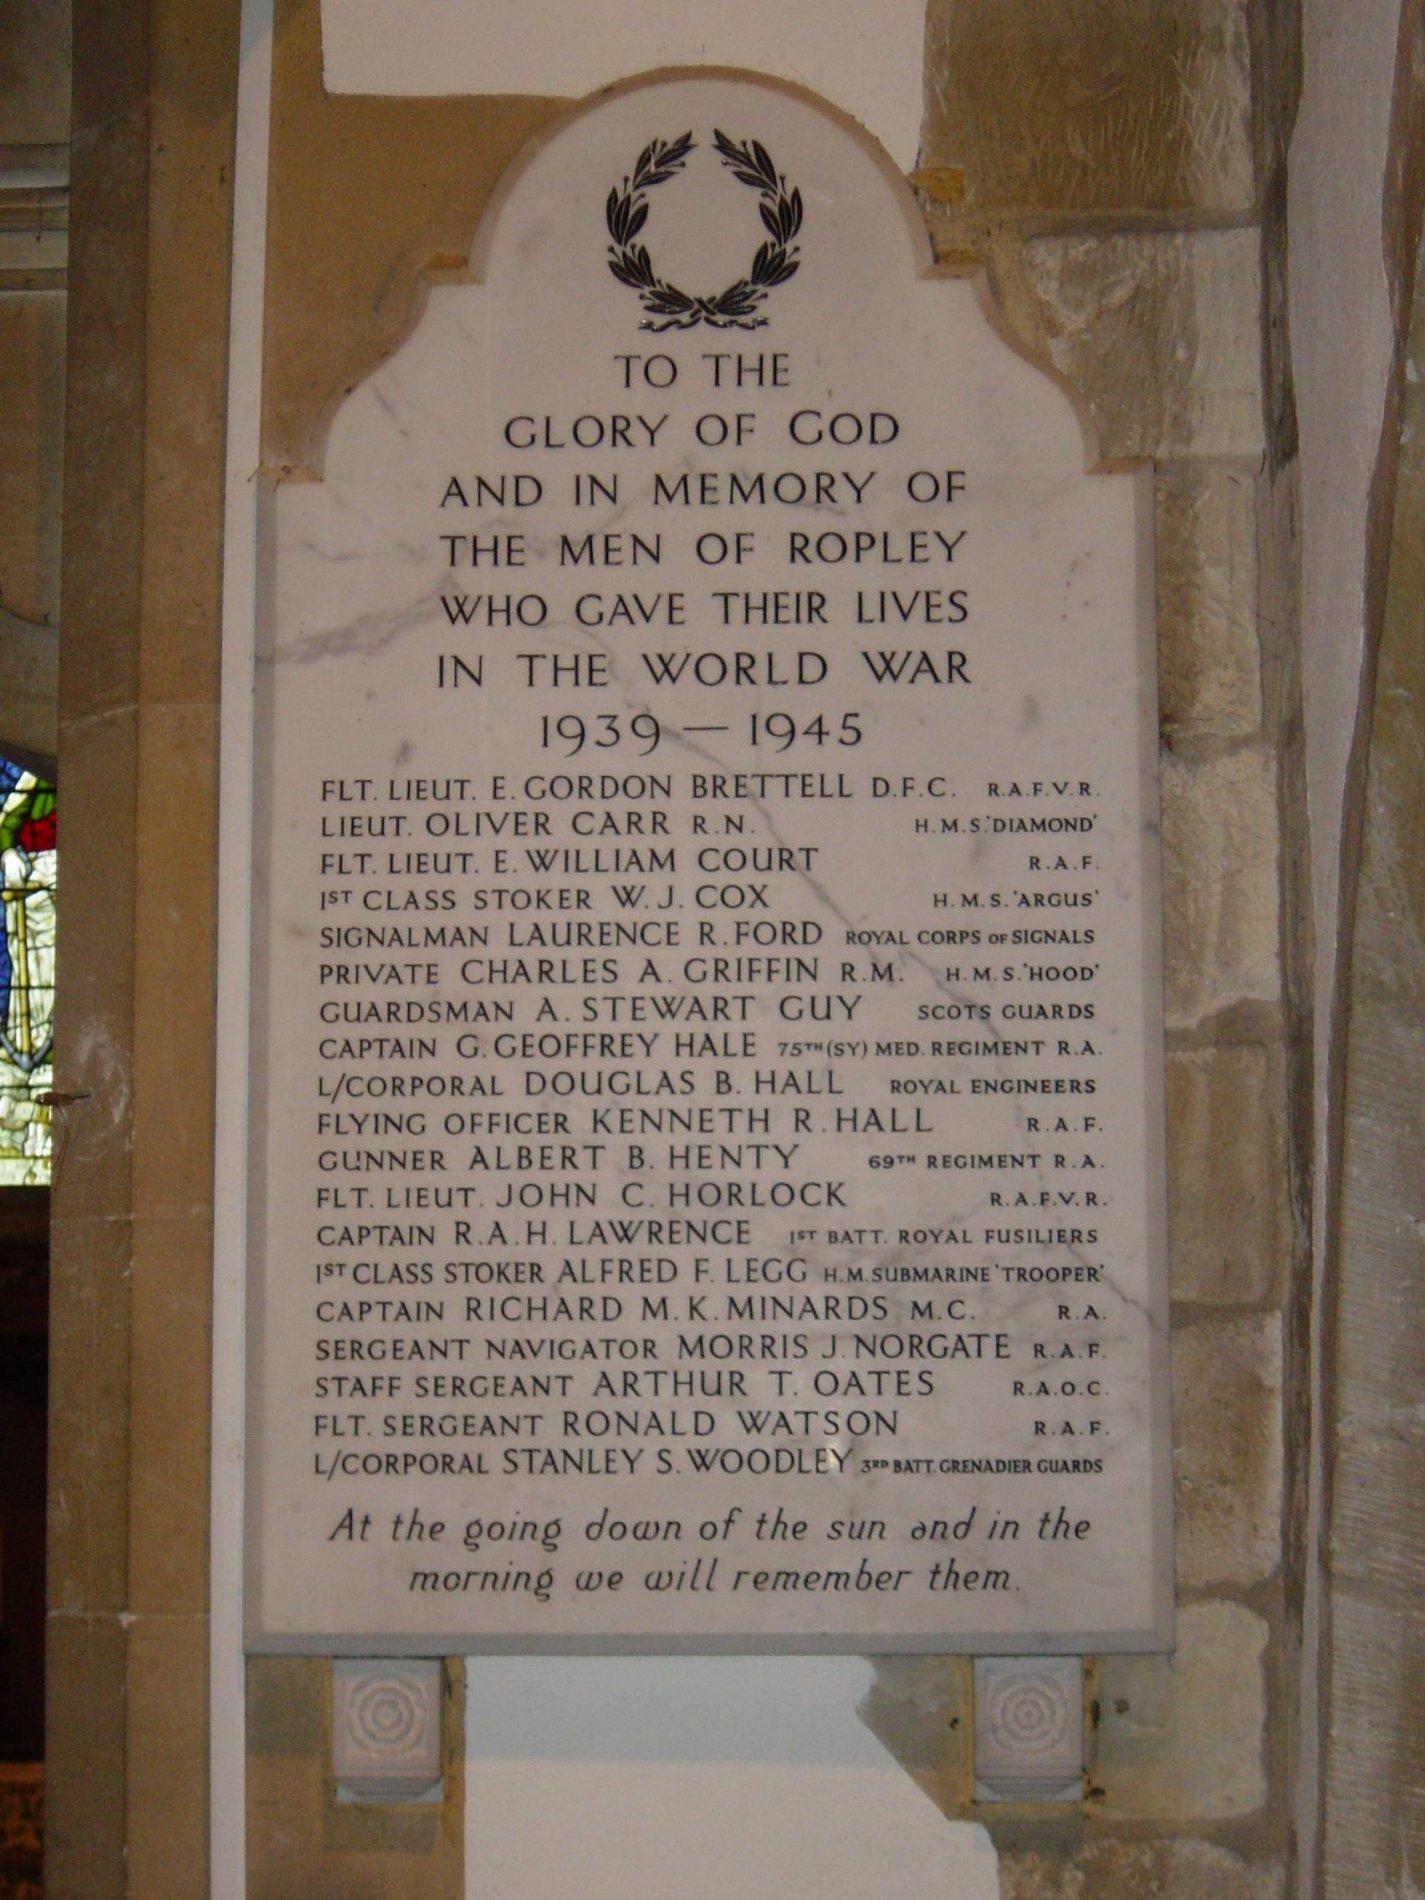 TO THE
GLORY OF GOD
AND IN MEMORY OF
THE MEN OF ROPLEY
WHO GAVE THEIR LIVES
IN THE WORLD WAR
1939 — 1945
FLT. LIEUT. E. GORDON BRETTELL D.F.C. R.A.F.V.R.
LIEUT. OLIVER CARR R.N. H.M.S. 'DIAMOND'
FLT. LIEUT. E. WILLIAM COURT R.A.F.
1ST CLASS STOKER W. J. COX H.M.S. 'ARGUS'
SIGNALMAN LAURENCE R. FORD ROYAL CORPS OF SIGNALS
PRIVATE CHARLES A. GRIFFIN R.M. H.M.S. 'HOOD'
GUARDSMAN A. STEWART GUY SCOTS GUARDS
CAPTAIN G. GEOFFREY HALE 75TH (SY) MED. REGIMENT R.A.
L/CORPORAL DOUGLAS B. HALL ROYAL ENGINEERS
FLYING OFFICER KENNETH R. HALL R.A.F.
GUNNER ALBERT B. HENTY 69TH REGIMENT R.A.
FLT. LIEUT. JOHN C. HORLOCK R.A.F.V.R.
CAPTAIN R.A.H. LAWRENCE 1ST BATT. ROYAL FUSILIERS
1ST CLASS STOKER ALFRED F. LEGG H.M. SUBMARINE 'TROOPER'
CAPTAIN RICHARD M.K. MINARDS M.C. R.A.
SERGEANT NAVIGATOR MORRIS J. NORGATE R.A.F.
STAFF SERGEANT ARTHUR T. OATES R.A.O.C.
FLT. SERGEANT RONALD WATSON R.A.F.
L/CORPORAL STANLEY S. WOODLEY 3RD BATT. GRENADIER GUARDS
At the going down of the sun and in the
morning we will remember them.